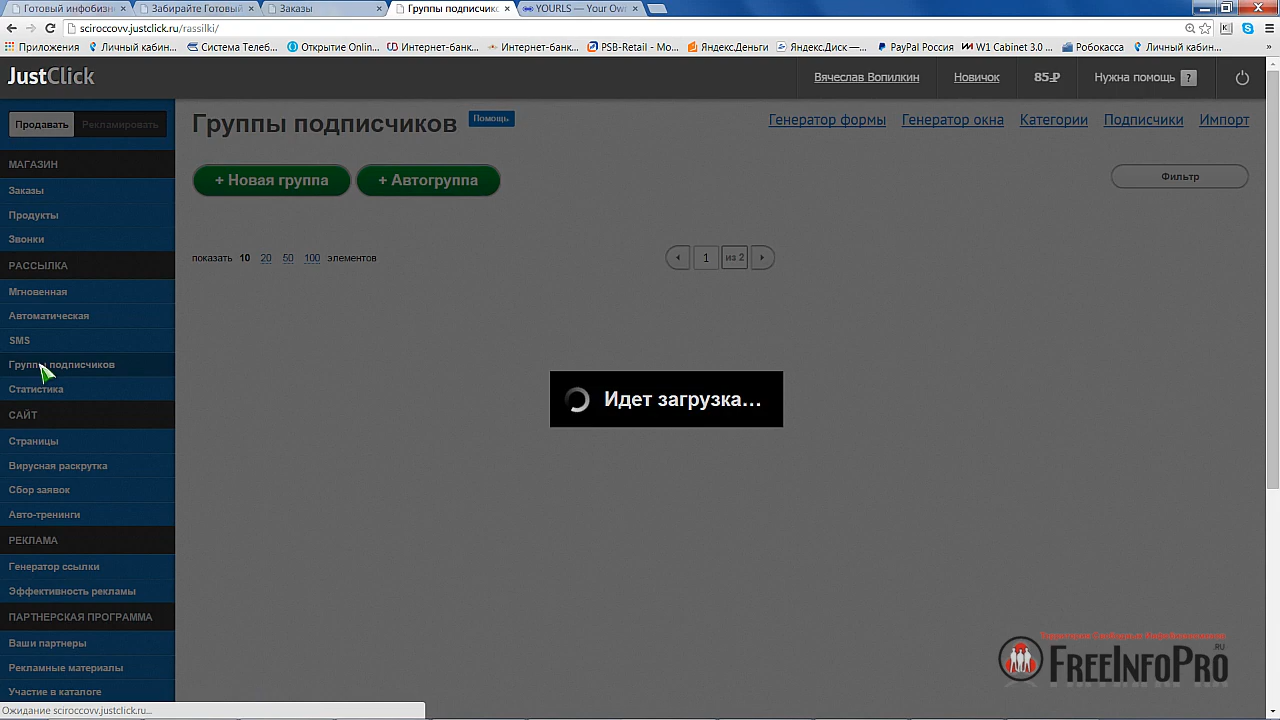 Готовый инфобизн
Забирайте Готовый
Заказы
Группы подписчико
YOURLS — Your Own
sciroccovv.justclick.ru/rassilki/
Приложения
Личный кабин...
Система Телеб...
Открытие Online...
Интернет-банк...
Интернет-банк...
PSB-Retail - Mo...
Яндекс.Деньги
Яндекс.Диск —...
PayPal Россия
W1 Cabinet 3.0 ...
Робокасса
Личный кабин...
JustClick
Вячеслав Вопилкин
Новичок
85 ₽
Нужна помощь ?
Продавать
Рекламировать
МАГАЗИН
Заказы
Продукты
Звонки
РАССЫЛКА
Мгновенная
Автоматическая
SMS
Группы подписчиков
Статистика
САЙТ
Страницы
Вирусная раскрутка
Сбор заявок
Авто-тренинги
РЕКЛАМА
Генератор ссылки
Эффективность рекламы
ПАРТНЕРСКАЯ ПРОГРАММА
Ваши партнеры
Рекламные материалы
Участие в каталоге
Группы подписчиков
Помощь
Генератор формы
Генератор окна
Категории
Подписчики
Импорт
+ Новая группа
+ Автогруппа
Фильтр
показать 10 20 50 100 элементов
1 из 2
Идет загрузка...
FREEINFOPRO
.RU
Ожидание sciroccovv.justclick.ru...